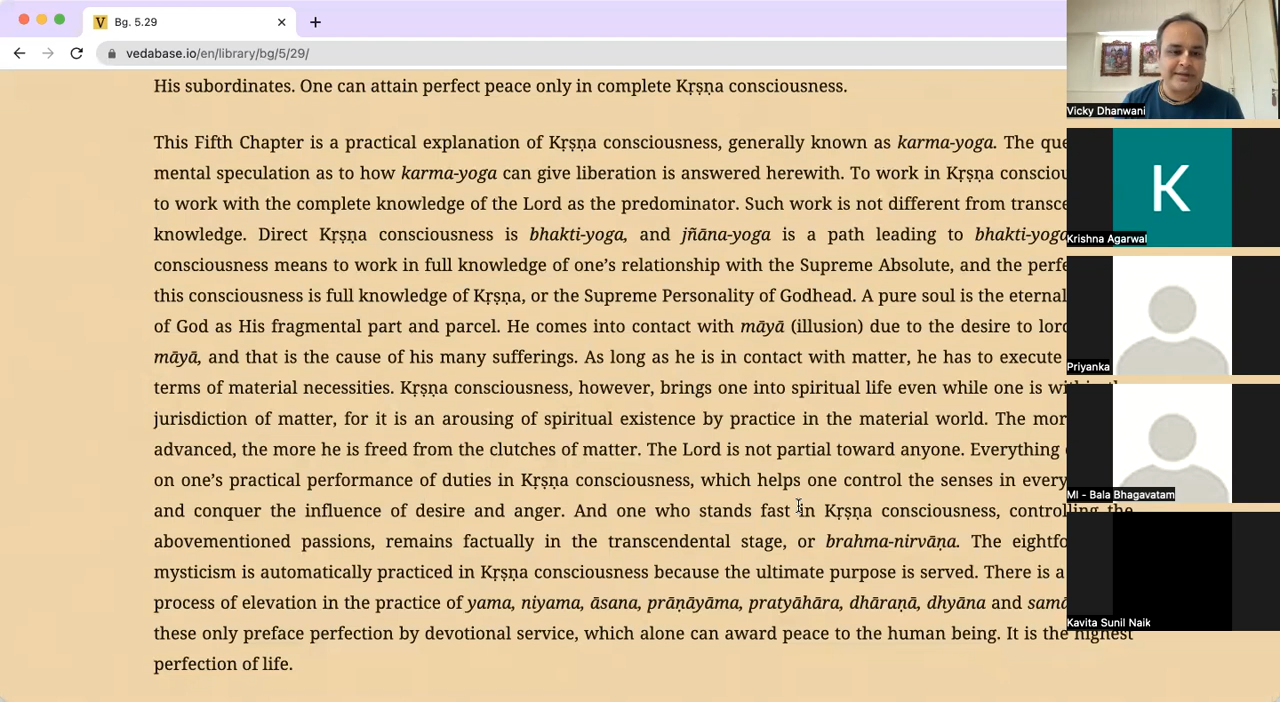 Bg. 5.29
vedabase.io/en/library/bg/5/29/
His subordinates. One can attain perfect peace only in complete Kṛṣṇa consciousness.
This Fifth Chapter is a practical explanation of Kṛṣṇa consciousness, generally known as karma-yoga. The
mental speculation as to how karma-yoga can give liberation is answered herewith. To work in Kṛṣṇa
to work with the complete knowledge of the Lord as the predominator. Such work is not different from
knowledge. Direct Kṛṣṇa consciousness is bhakti-yoga, and jñāna-yoga is a path leading to bhakti-yoga
consciousness means to work in full knowledge of one’s relationship with the Supreme Absolute, and the
this consciousness is full knowledge of Kṛṣṇa, or the Supreme Personality of Godhead. A pure soul is the eternal
of God as His fragmental part and parcel. He comes into contact with māyā (illusion) due to the desire to lord
māyā, and that is the cause of his many sufferings. As long as he is in contact with matter, he has to execute
terms of material necessities. Kṛṣṇa consciousness, however, brings one into spiritual life even while one is within the
jurisdiction of matter, for it is an arousing of spiritual existence by practice in the material world. The
advanced, the more he is freed from the clutches of matter. The Lord is not partial toward anyone. Everything
on one’s practical performance of duties in Kṛṣṇa consciousness, which helps one control the senses in every
and conquer the influence of desire and anger. And one who stands fast in Kṛṣṇa consciousness, controlling the
abovementioned passions, remains factually in the transcendental stage, or brahma-nirvāṇa. The
mysticism is automatically practiced in Kṛṣṇa consciousness because the ultimate purpose is served. There is a
process of elevation in the practice of yama, niyama, āsana, prāṇāyāma, pratyāhāra, dhāraṇā, dhyāna and
these only preface perfection by devotional service, which alone can award peace to the human being. It is the highest
perfection of life.
Vicky Dhanwani
K
Krishna Agarwal
Priyanka
MI - Bala Bhagavatam
Kavita Sunil Naik